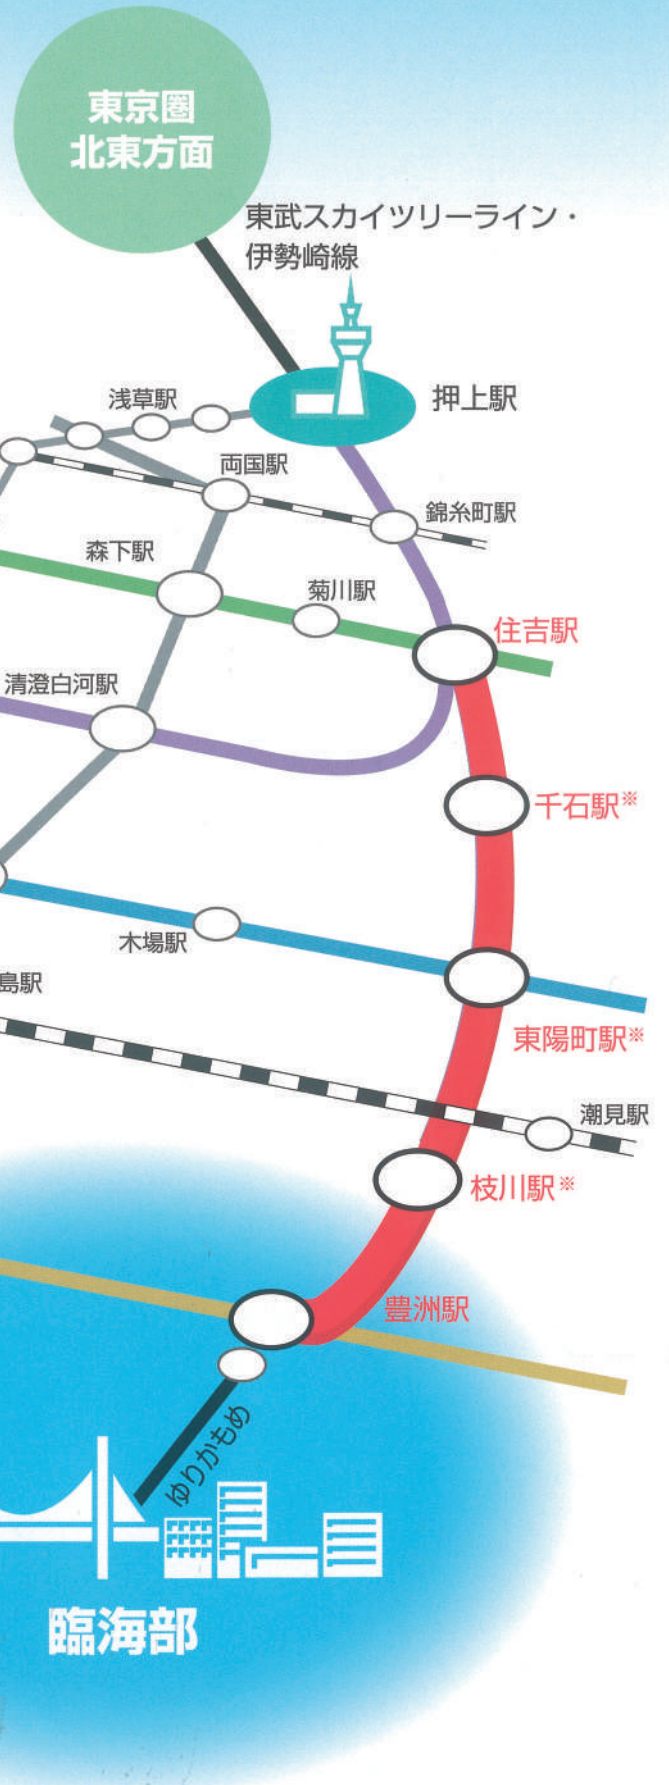 東京圏
北東方面
東武スカイツリーライン・
伊勢崎線
浅草駅
押上駅
両国駅
錦糸町駅
森下駅
菊川駅
住吉駅
清澄白河駅
千石駅※
木場駅
島駅
東陽町駅※
潮見駅
枝川駅※
豊洲駅
ゆりかもめ
臨海部